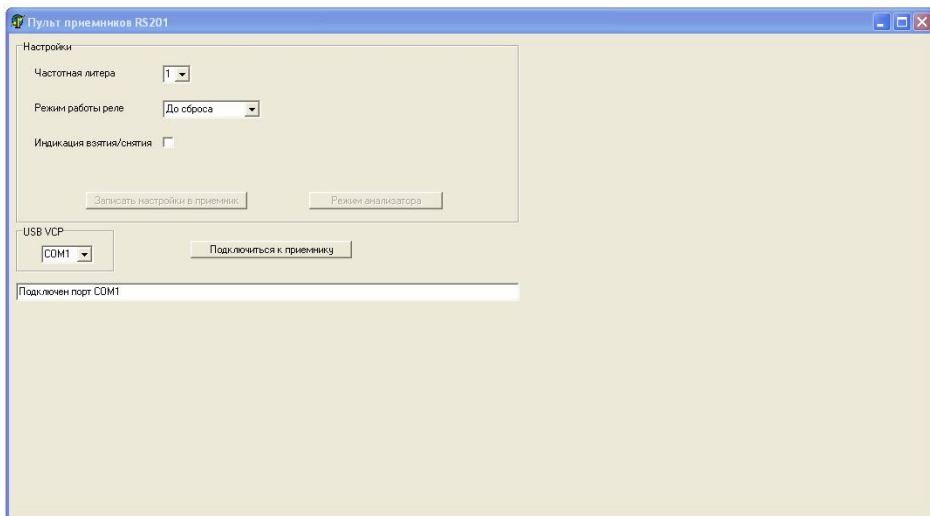 Пульт приемников RS201
Настройки
Частотная литера 1
Режим работы реле До сброса
Индикация взятия/снятия
Записать настройки в приемник Режим анализатора
USB VCP
COM1 Подключиться к приемнику
Подключен порт COM1